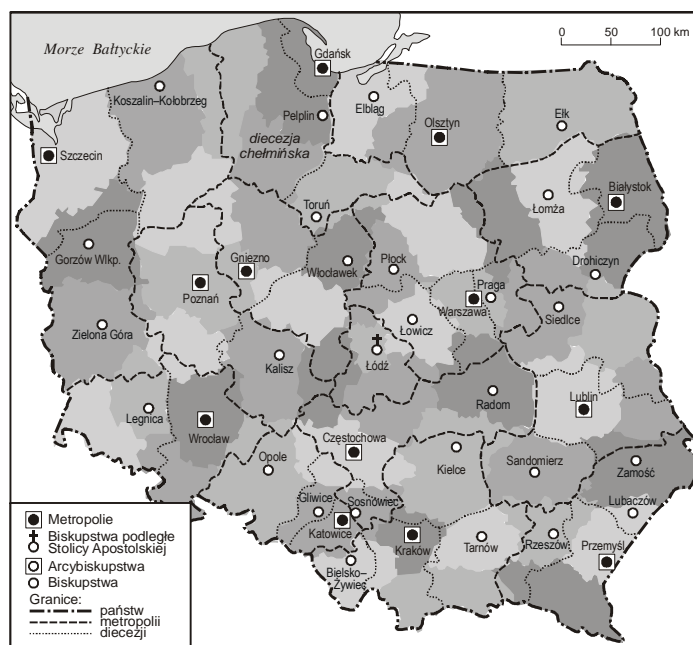 Morze Bałtyckie
0 50 100 km
Gdańsk
Koszalin–Kołobrzeg
Pelplin
Elbląg
Olsztyn
Ełk
diecezja
chełmińska
Szczecin
Łomża
Białystok
Toruń
Gorzów Wlkp.
Gniezno
Włocławek
Płock
Drohiczyn
Poznań
Praga
Warszawa
Siedlce
Zielona Góra
Łowicz
Kalisz
Łódź
Radom
Lublin
Legnica
Wrocław
Częstochowa
Opole
Kielce
Sandomierz
Zamość
Gliwice
Sosnowiec
Lubaczów
Katowice
Kraków
Tarnów
Rzeszów
Przemyśl
Bielsko-
Żywiec
Metropolie
Biskupstwa podległe
Stolicy Apostolskiej
Arcybiskupstwa
Biskupstwa
Granice:
państw
metropolii
diecezji